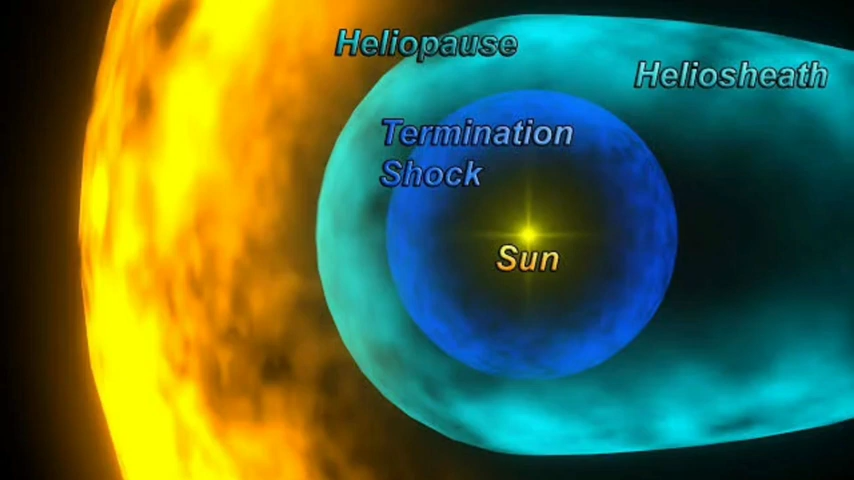 Heliopause
Heliosheath
Termination
Shock
Sun